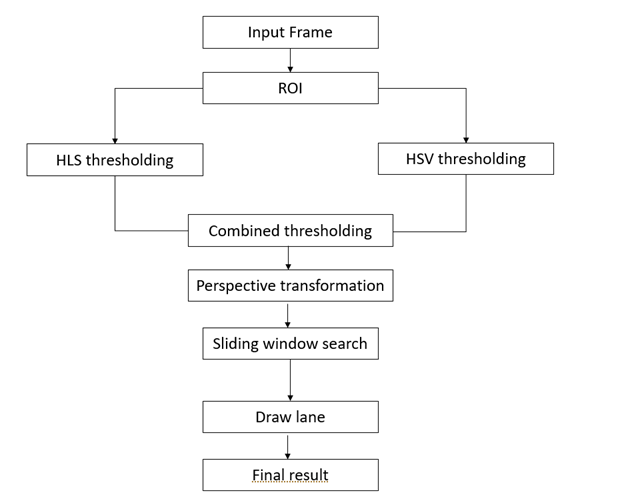 Input Frame
ROI
HLS thresholding
HSV thresholding
Combined thresholding
Perspective transformation
Sliding window search
Draw lane
Final result